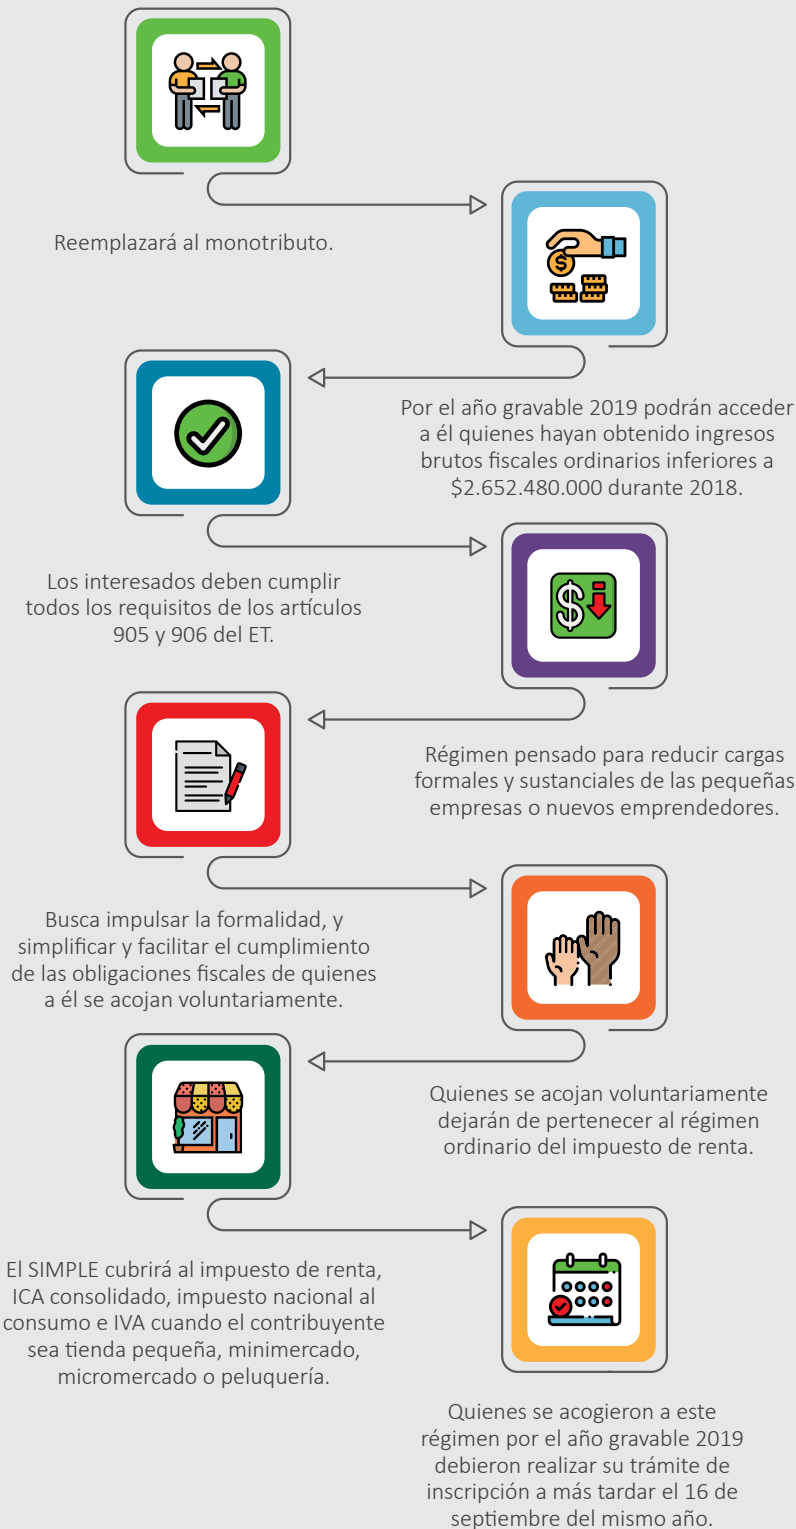 Reemplazará al monotributo.
Por el año gravable 2019 podrán acceder
a él quienes hayan obtenido ingresos
brutos fiscales ordinarios inferiores a
$2.652.480.000 durante 2018.
Los interesados deben cumplir
todos los requisitos de los artículos
905 y 906 del ET.
Régimen pensado para reducir cargas
formales y sustanciales de las pequeñas
empresas o nuevos emprendedores.
Busca impulsar la formalidad, y
simplificar y facilitar el cumplimiento
de las obligaciones fiscales de quienes
a él se acojan voluntariamente.
Quienes se acojan voluntariamente
dejarán de pertenecer al régimen
ordinario del impuesto de renta.
El SIMPLE cubrirá al impuesto de renta,
ICA consolidado, impuesto nacional al
consumo e IVA cuando el contribuyente
sea tienda pequeña, minimercado,
micromercado o peluquería.
Quienes se acogieron a este
régimen por el año gravable 2019
debieron realizar su trámite de
inscripción a más tardar el 16 de
septiembre del mismo año.